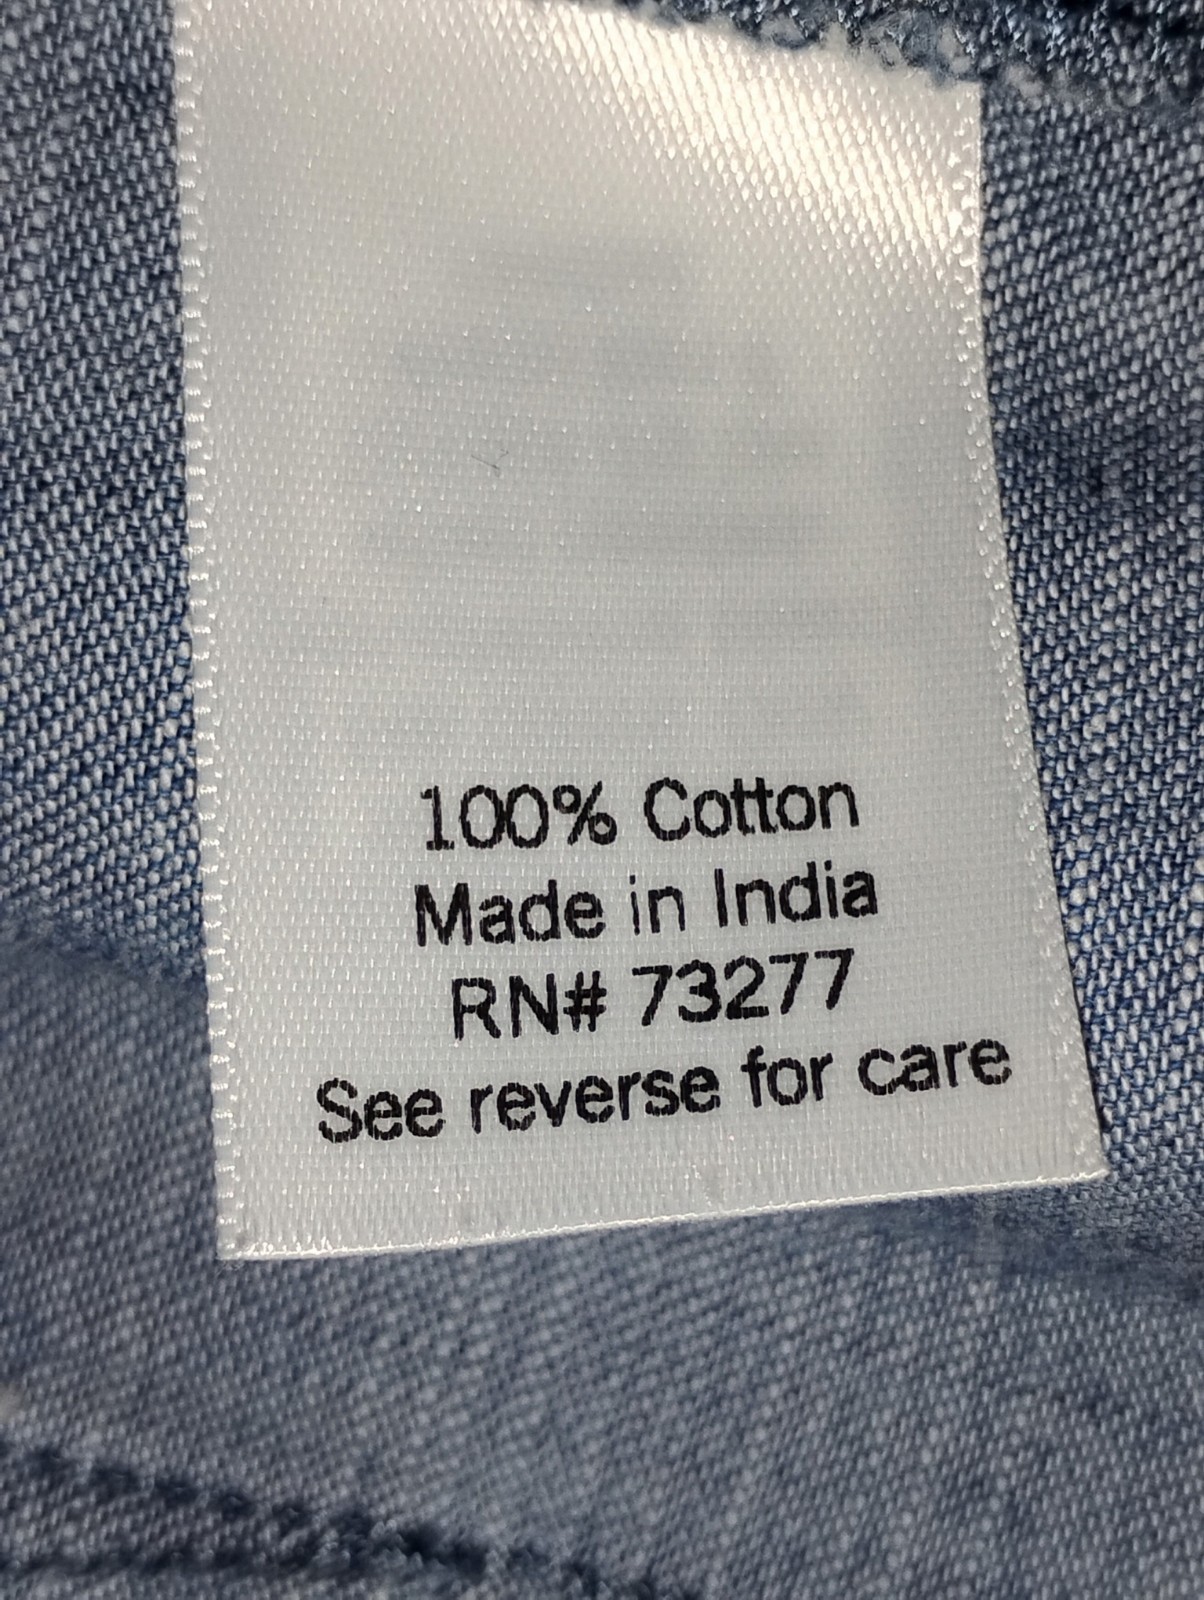 100% Cotton
Made in India
RN# 73277
See reverse for care